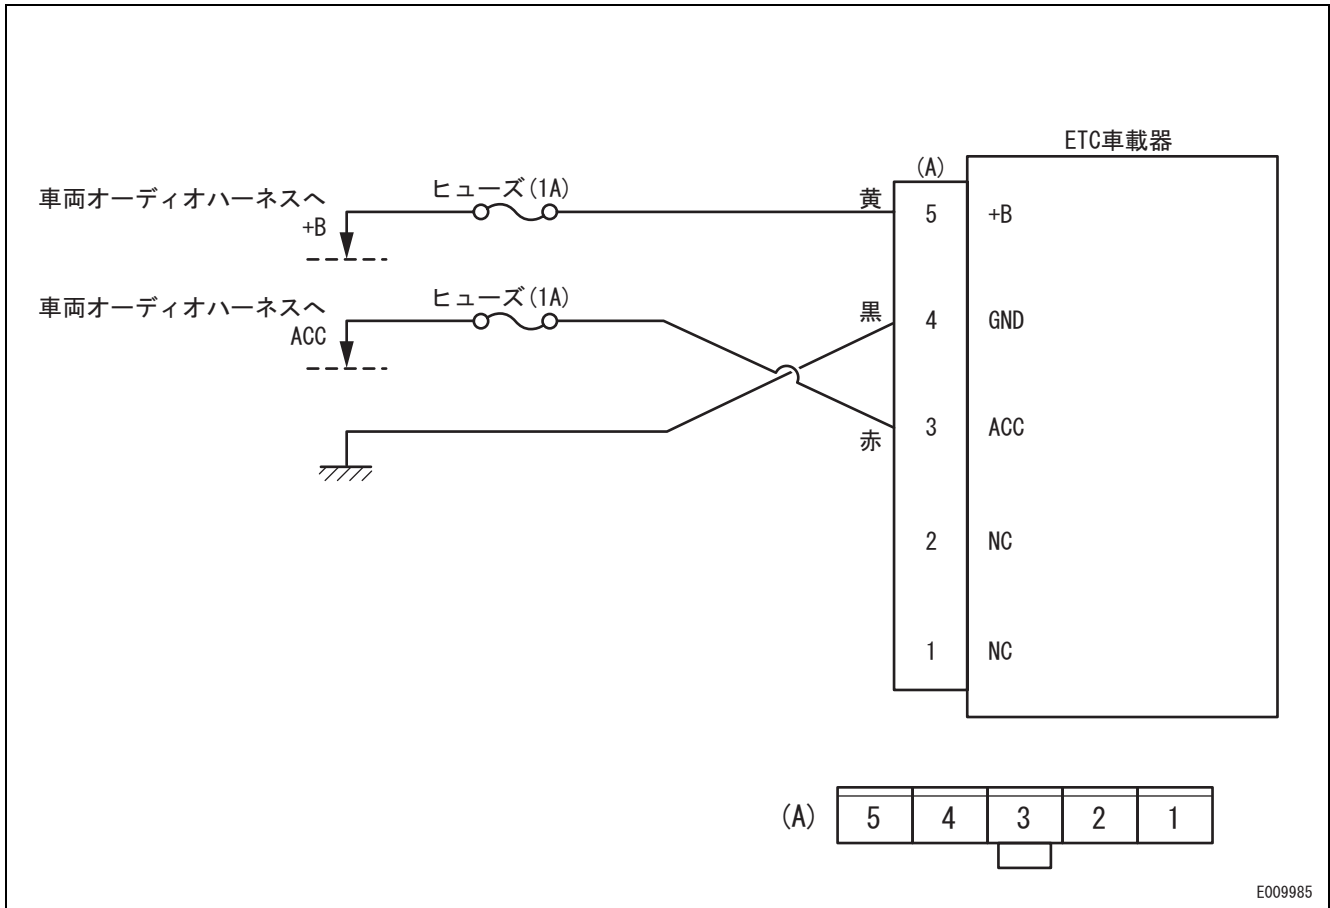 ETC車載器
(A)
車両オーディオハーネスへ
ヒューズ(1A)
黄
5
+B
+B
車両オーディオハーネスへ
ヒューズ(1A)
黒
4
GND
ACC
赤
3
ACC
2
NC
1
NC
(A) 5 4 3 2 1
E009985